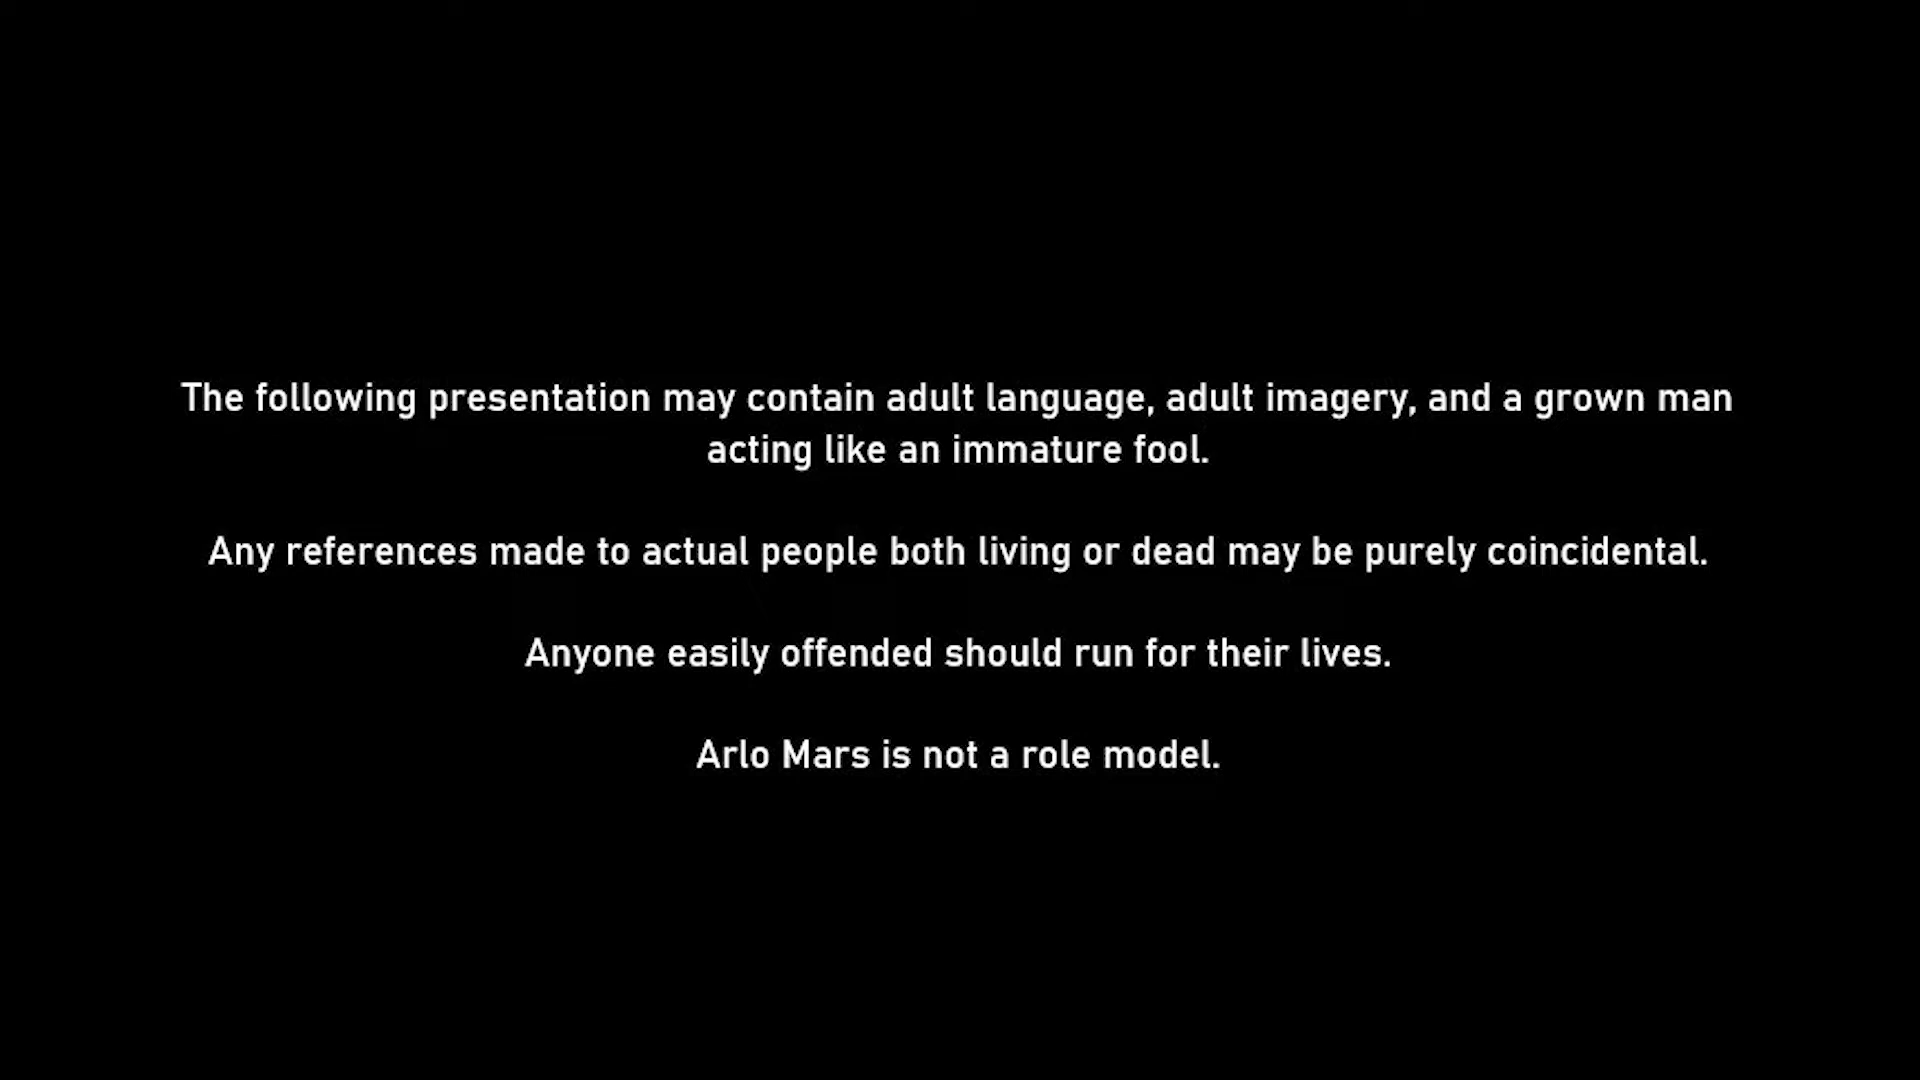 The following presentation may contain adult language, adult imagery, and a grown man
acting like an immature fool.
Any references made to actual people both living or dead may be purely coincidental.
Anyone easily offended should run for their lives.
Arlo Mars is not a role model.